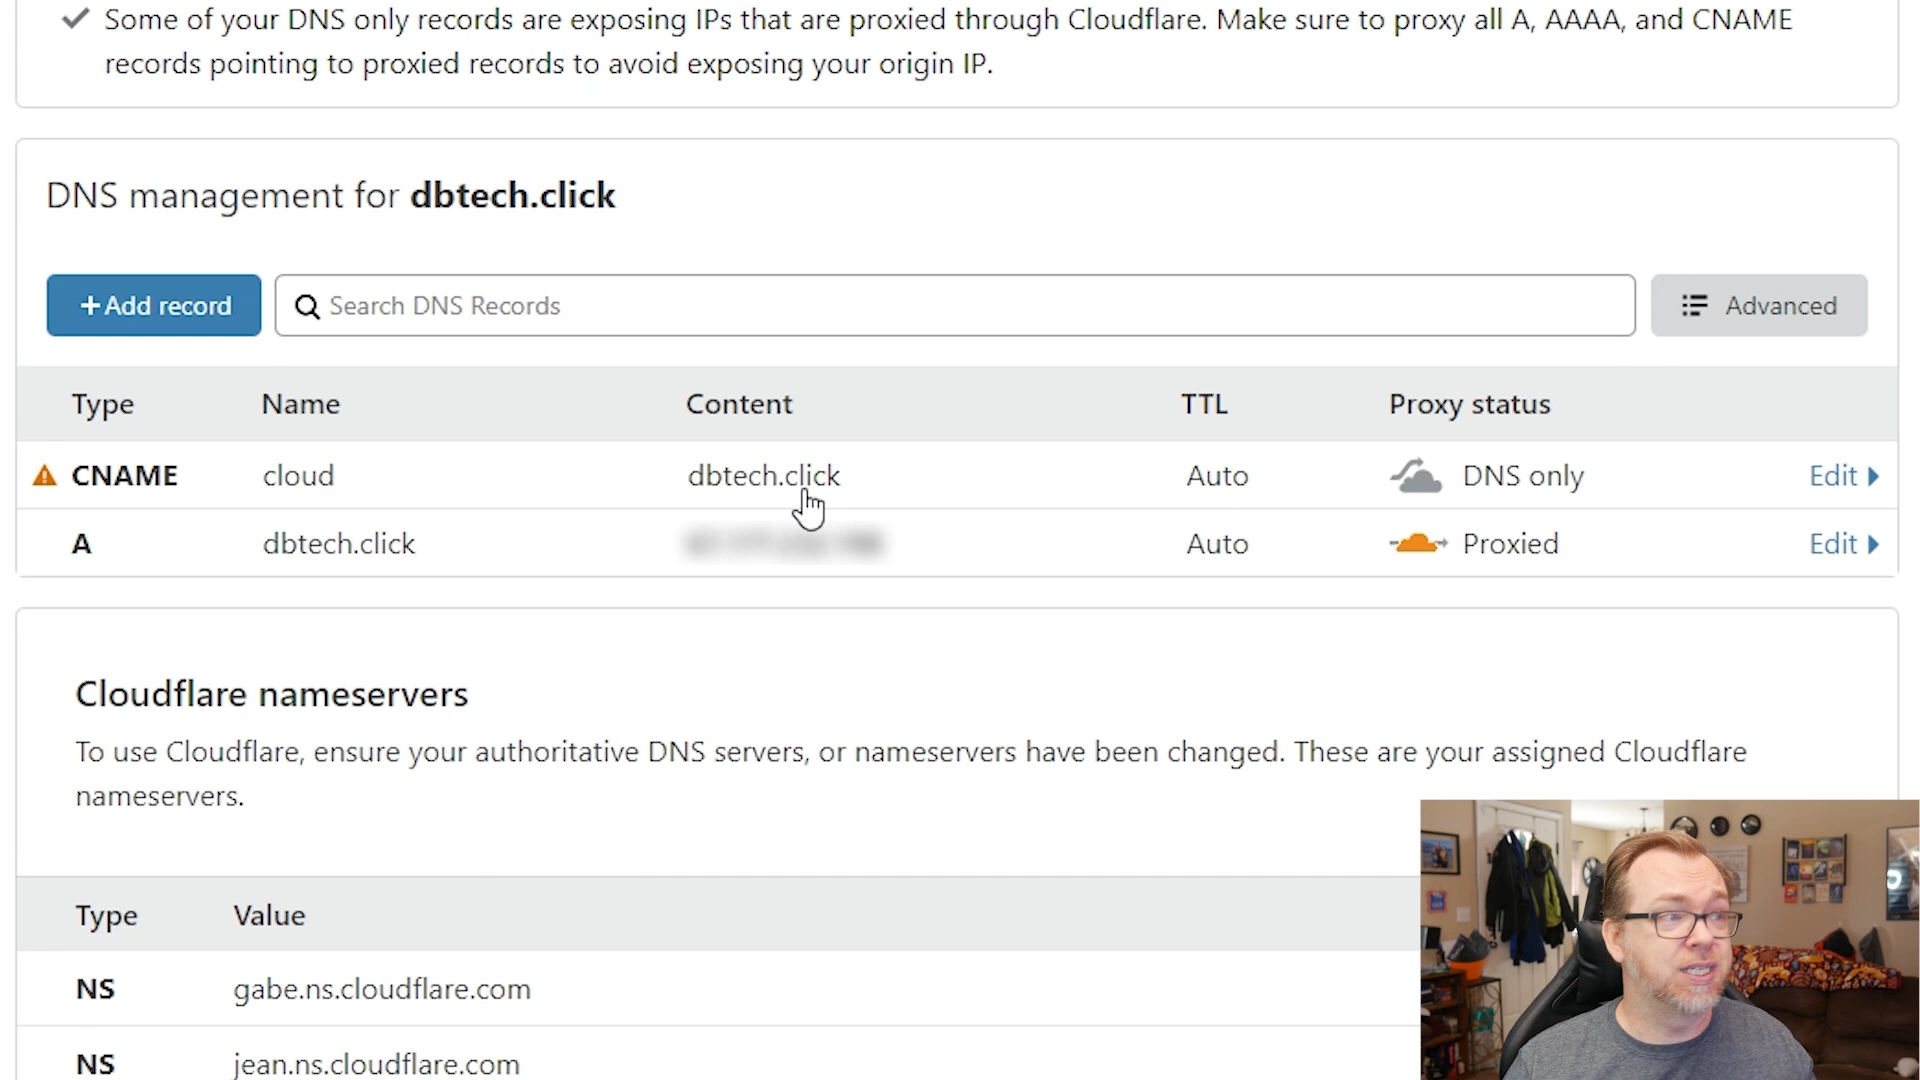 Some of your DNS only records are exposing IPs that are proxied through Cloudflare. Make sure to proxy all A, AAAA, and CNAME
records pointing to proxied records to avoid exposing your origin IP.
DNS management for dbtech.click
+ Add record
Search DNS Records
Advanced
Type Name Content TTL Proxy status
CNAME cloud dbtech.click Auto DNS only Edit
A dbtech.click Auto Proxied Edit
Cloudflare nameservers
To use Cloudflare, ensure your authoritative DNS servers, or nameservers have been changed. These are your assigned Cloudflare
nameservers.
Type Value
NS gabe.ns.cloudflare.com
NS jean.ns.cloudflare.com